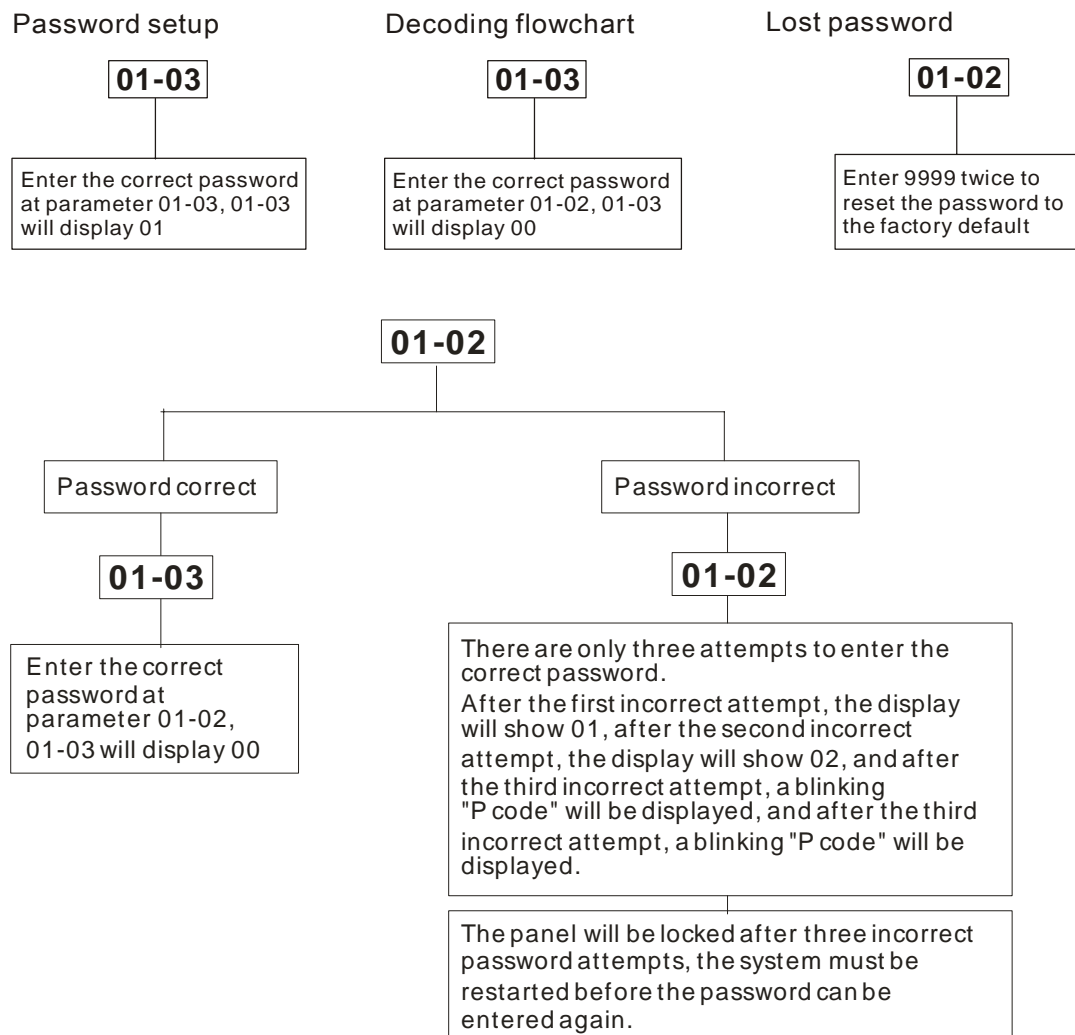 Password setup
01-03
Enter the correct password
at parameter 01-03, 01-03
will display 01
Decoding flowchart
01-03
Enter the correct password
at parameter 01-02, 01-03
will display 00
Lost password
01-02
Enter 9999 twice to
reset the password to
the factory default
01-02
Password correct
01-03
Enter the correct
password at
parameter 01-02,
01-03 will display 00
Password incorrect
01-02
There are only three attempts to enter the
correct password.
After the first incorrect attempt, the display
will show 01, after the second incorrect
attempt, the display will show 02, and after
the third incorrect attempt, a blinking
"P code" will be displayed, and after the third
incorrect attempt, a blinking "P code" will be
displayed.
The panel will be locked after three incorrect
password attempts, the system must be
restarted before the password can be
entered again.